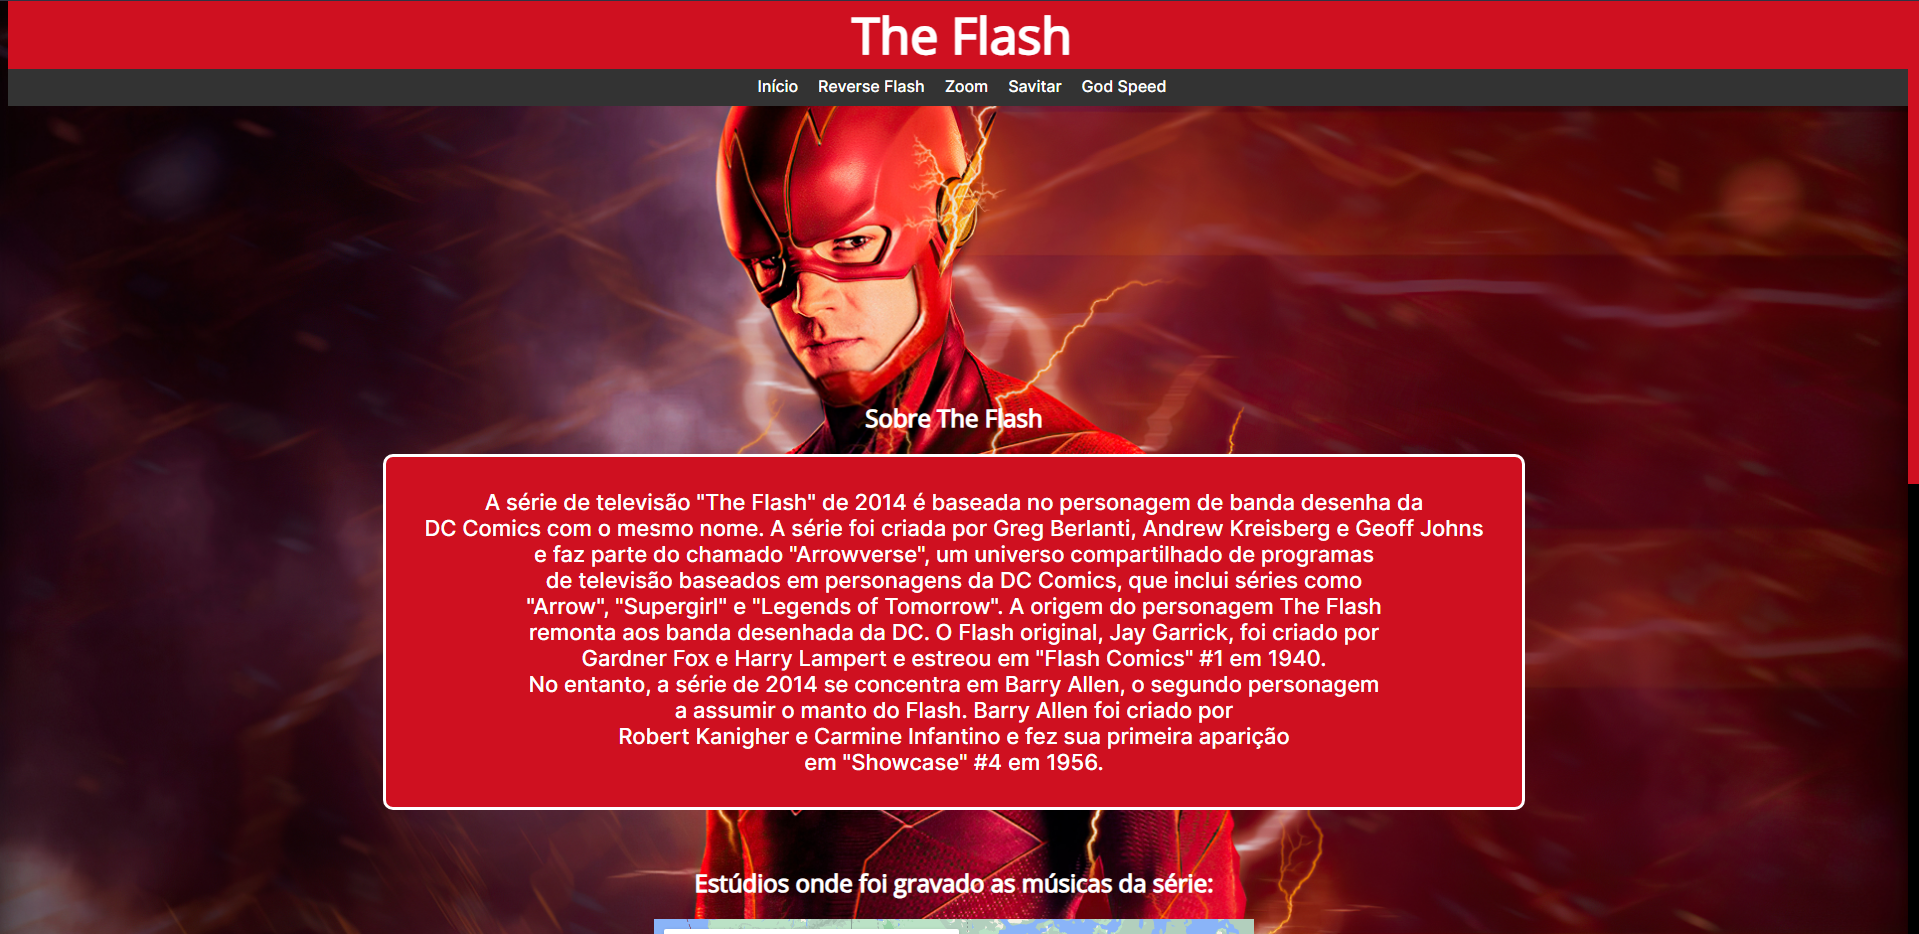 The Flash
Início Reverse Flash Zoom Savitar God Speed
Sobre The Flash
A série de televisão "The Flash" de 2014 é baseada no personagem de banda desenha da
DC Comics com o mesmo nome. A série foi criada por Greg Berlanti, Andrew Kreisberg e Geoff Johns
e faz parte do chamado "Arrowverse", um universo compartilhado de programas
de televisão baseados em personagens da DC Comics, que inclui séries como
"Arrow", "Supergirl" e "Legends of Tomorrow". A origem do personagem The Flash
remonta aos banda desenhada da DC. O Flash original, Jay Garrick, foi criado por
Gardner Fox e Harry Lampert e estreou em "Flash Comics" #1 em 1940.
No entanto, a série de 2014 se concentra em Barry Allen, o segundo personagem
a assumir o manto do Flash. Barry Allen foi criado por
Robert Kanigher e Carmine Infantino e fez sua primeira aparição
em "Showcase" #4 em 1956.
Estúdios onde foi gravado as músicas da série: